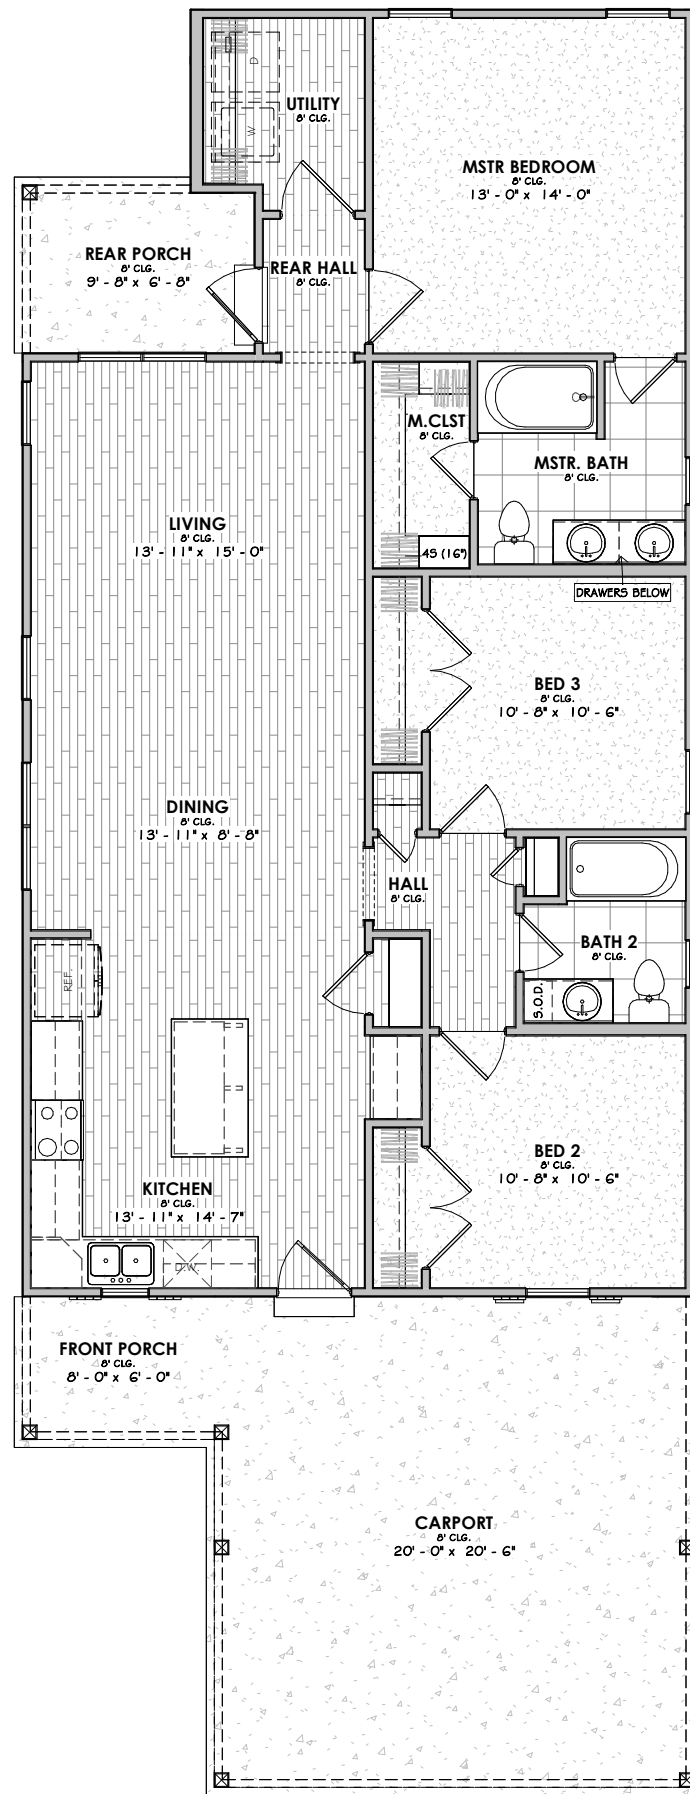 D
W
UTILITY
8' CLG.
MSTR BEDROOM
8' CLG.
13' - 0" x 14' - 0"
REAR PORCH
8' CLG.
9' - 8" x 6' - 8"
REAR HALL
8' CLG.
M.CLST
8' CLG.
MSTR. BATH
8' CLG.
LIVING
8' CLG.
13' - 11" x 15' - 0"
4S (16")
DRAWERS BELOW
BED 3
8' CLG.
10' - 8" x 10' - 6"
DINING
8' CLG.
13' - 11" x 8' - 8"
HALL
8' CLG.
BATH 2
8' CLG.
REF.
S.O.D.
BED 2
8' CLG.
10' - 8" x 10' - 6"
KITCHEN
8' CLG.
13' - 11" x 14' - 7"
D.W.
FRONT PORCH
8' CLG.
8' - 0" x 6' - 0"
CARPORT
8' CLG.
20' - 0" x 20' - 6"